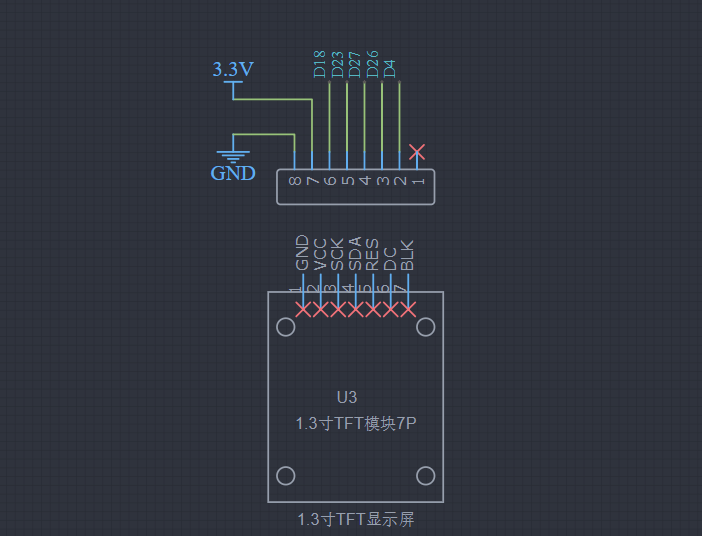 D18 D23 D27 D26 D4
3.3V
GND
8 7 6 5 4 3 2 1
GND VCC SCK SDA RES DC BLK
1 2 3 4 5 6 7
U3
1.3寸TFT模块7P
1.3寸TFT显示屏